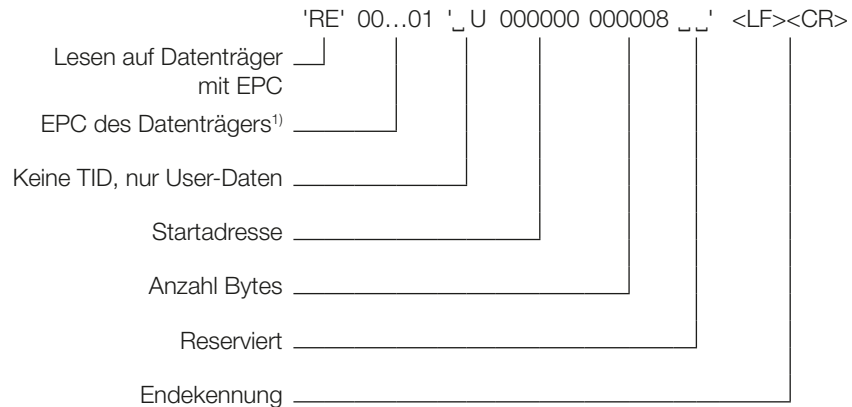 'RE' 00…01 '␣U 000000 000008 ␣␣' <LF><CR>
Lesen auf Datenträger
mit EPC
EPC des Datenträgers¹⁾
Keine TID, nur User-Daten
Startadresse
Anzahl Bytes
Reserviert
Endekennung